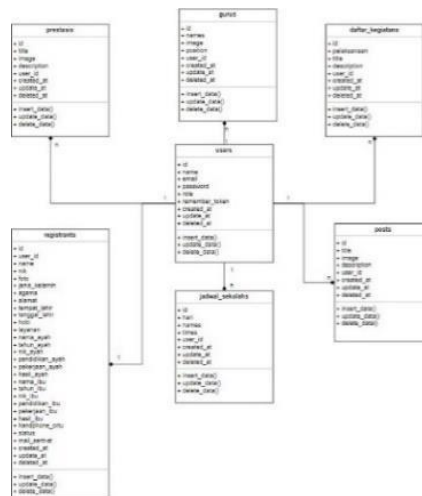 prestasis
+ id
+ title
+ image
+ description
+ user_id
+ created_at
+ update_at
+ deleted_at
+ insert_data()
+ update_data()
+ delete_data()
gurus
+ id
+ names
+ image
+ position
+ user_id
+ created_at
+ update_at
+ deleted_at
+ insert_data()
+ update_data()
+ delete_data()
daftar_kegiatans
+ id
+ pelaksanaan
+ title
+ description
+ user_id
+ created_at
+ update_at
+ deleted_at
+ insert_data()
+ update_data()
+ delete_data()
users
+ id
+ name
+ email
+ password
+ role
+ remember_token
+ created_at
+ update_at
+ deleted_at
+ insert_data()
+ update_data()
+ delete_data()
registrants
+ id
+ user_id
+ name
+ nik
+ foto
+ jenis_kelamin
+ agama
+ alamat
+ tempat_lahir
+ tanggal_lahir
+ hobi
+ layanan
+ nama_ayah
+ tahun_ayah
+ nik_ayah
+ pendidikan_ayah
+ pekerjaan_ayah
+ hasil_ayah
+ nama_ibu
+ tahun_ibu
+ nik_ibu
+ pendidikan_ibu
+ pekerjaan_ibu
+ hasil_ibu
+ handphone_ortu
+ status
+ created_at
+ update_at
+ deleted_at
+ insert_data()
+ update_data()
+ delete_data()
jadwal_sekolahs
+ id
+ hari
+ names
+ times
+ user_id
+ created_at
+ update_at
+ deleted_at
+ insert_data()
+ update_data()
+ delete_data()
posts
+ id
+ title
+ image
+ description
+ user_id
+ created_at
+ update_at
+ deleted_at
+ insert_data()
+ update_data()
+ delete_data()